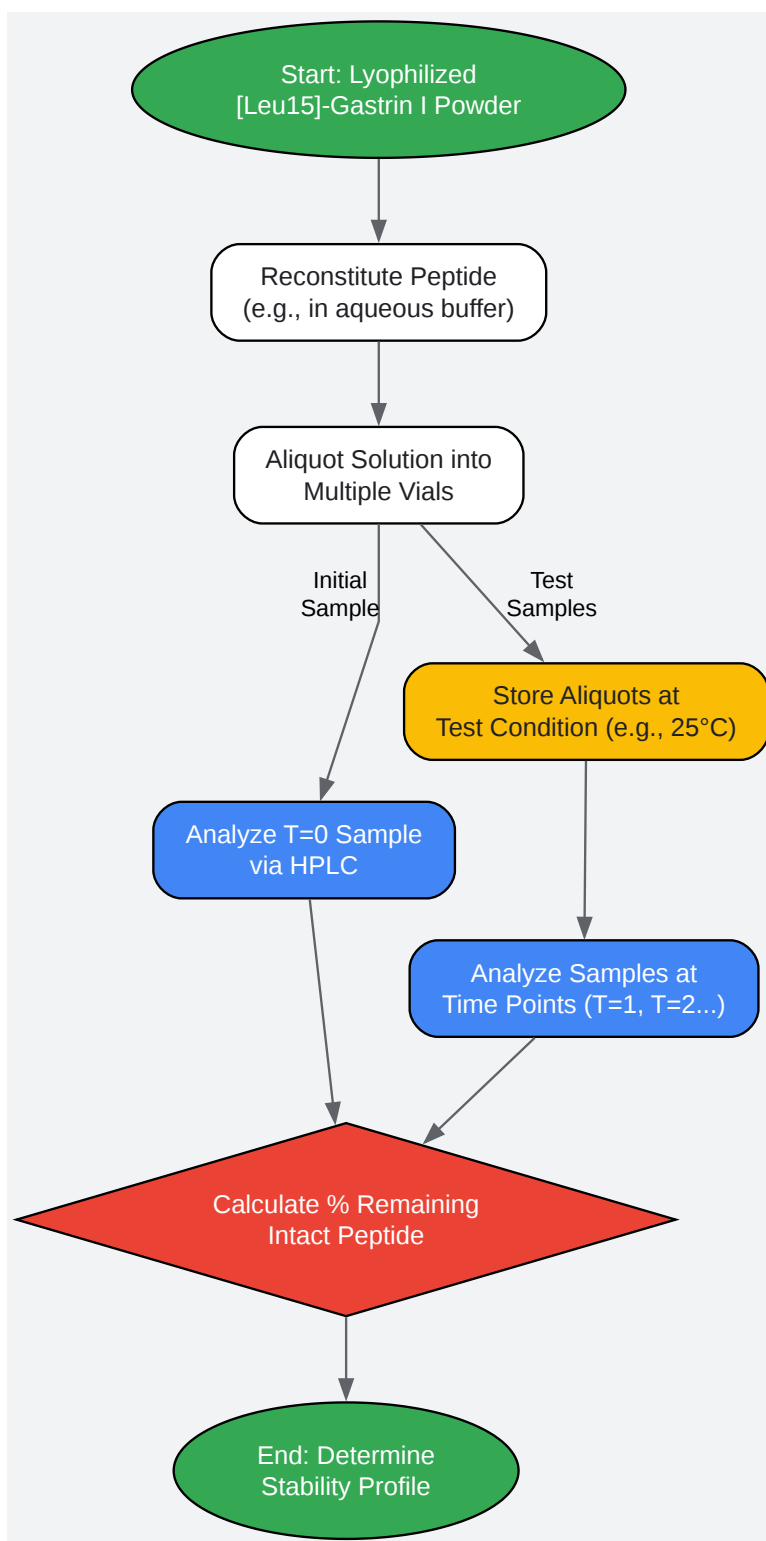 Start: Lyophilized
[Leu15]-Gastrin I Powder
Reconstitute Peptide
(e.g., in aqueous buffer)
Aliquot Solution into
Multiple Vials
Initial
Sample
Test
Samples
Store Aliquots at
Test Condition (e.g., 25°C)
Analyze T=0 Sample
via HPLC
Analyze Samples at
Time Points (T=1, T=2...)
Calculate % Remaining
Intact Peptide
End: Determine
Stability Profile